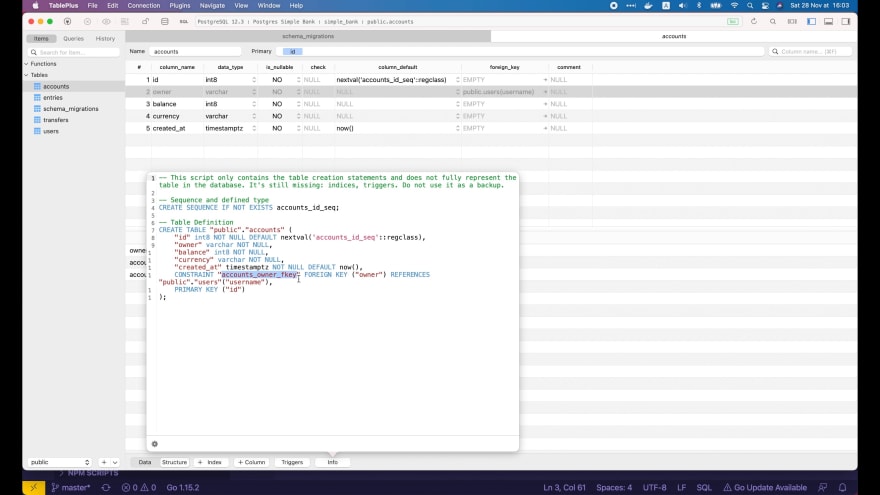 TablePlus File Edit Connection Plugins Navigate View Window Help Sat 28 Nov at 16:03
SQL PostgreSQL 12.3 : Postgres Simple Bank : simple_bank : public.accounts
Items Queries History schema_migrations accounts
Search for item... Name accounts Primary id Column name... (⌘F)
Functions
Tables
accounts
entries
schema_migrations
transfers
users
# column_name data_type is_nullable check column_default foreign_key comment
1 id int8 NO NULL nextval('accounts_id_seq'::regclass) EMPTY NULL
2 owner varchar NO NULL NULL public.users(username) NULL
3 balance int8 NO NULL NULL EMPTY NULL
4 currency varchar NO NULL NULL EMPTY NULL
5 created_at timestamptz NO NULL now() EMPTY NULL
1 -- This script only contains the table creation statements and does not fully represent the
table in the database. It's still missing: indices, triggers. Do not use it as a backup.
2
3 -- Sequence and defined type
4 CREATE SEQUENCE IF NOT EXISTS accounts_id_seq;
5
6 -- Table Definition
7 CREATE TABLE "public"."accounts" (
8 "id" int8 NOT NULL DEFAULT nextval('accounts_id_seq'::regclass),
9 "owner" varchar NOT NULL,
1 "balance" int8 NOT NULL,
1 "currency" varchar NOT NULL,
1 "created_at" timestamptz NOT NULL DEFAULT now(),
1 CONSTRAINT "accounts_owner_fkey" FOREIGN KEY ("owner") REFERENCES
"public"."users"("username"),
1 PRIMARY KEY ("id")
1 );
owne
acco
acco
public + Data Structure + Index + Column Triggers Info
NPM SCRIPTS
master* 0 0 Go 1.15.2 Ln 3, Col 61 Spaces: 4 UTF-8 LF SQL Go Update Available